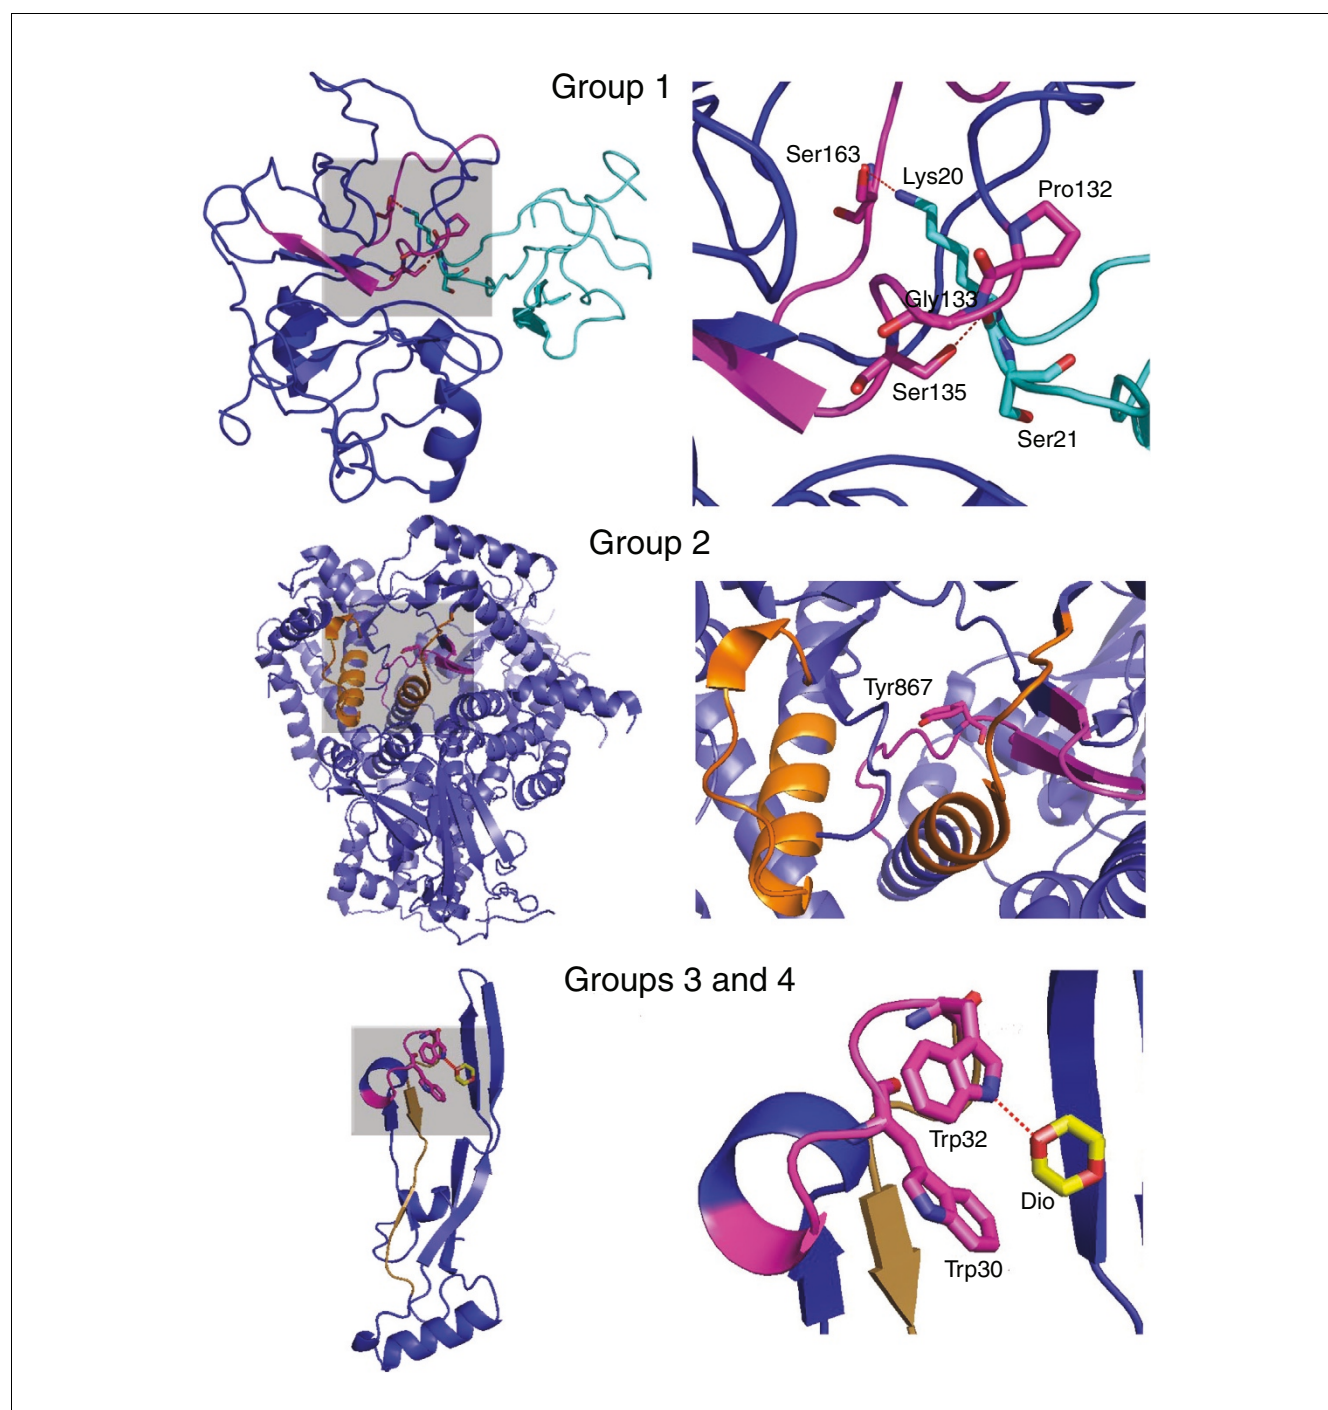 Group 1
Ser163
Lys20
Pro132
Gly133
Ser135
Ser21
Group 2
Tyr867
Groups 3 and 4
Trp32
Dio
Trp30